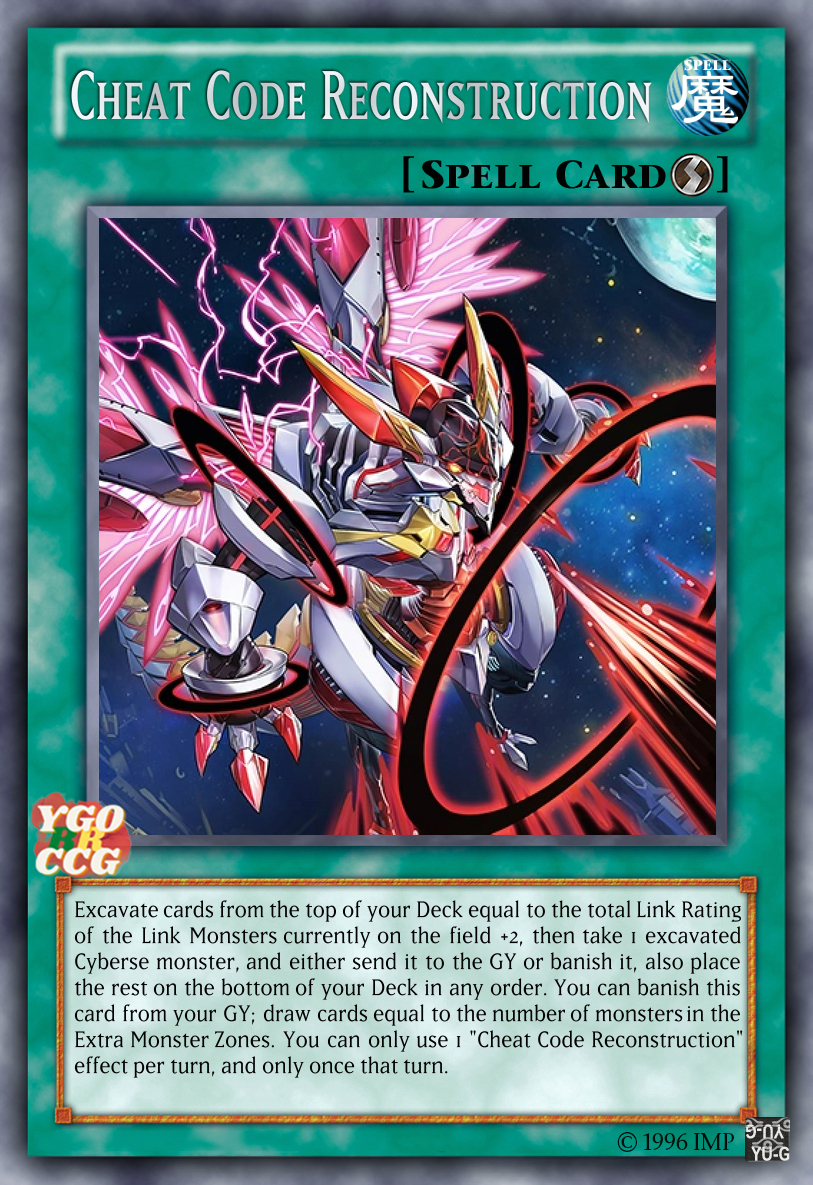 CHEAT CODE RECONSTRUCTION
SPELL
魔
[SPELL CARD]
YGO
BR
CCG
Excavate cards from the top of your Deck equal to the total Link Rating
of the Link Monsters currently on the field +2, then take 1 excavated
Cyberse monster, and either send it to the GY or banish it, also place
the rest on the bottom of your Deck in any order. You can banish this
card from your GY; draw cards equal to the number of monsters in the
Extra Monster Zones. You can only use 1 "Cheat Code Reconstruction"
effect per turn, and only once that turn.
© 1996 IMP
YU-G
YU-G